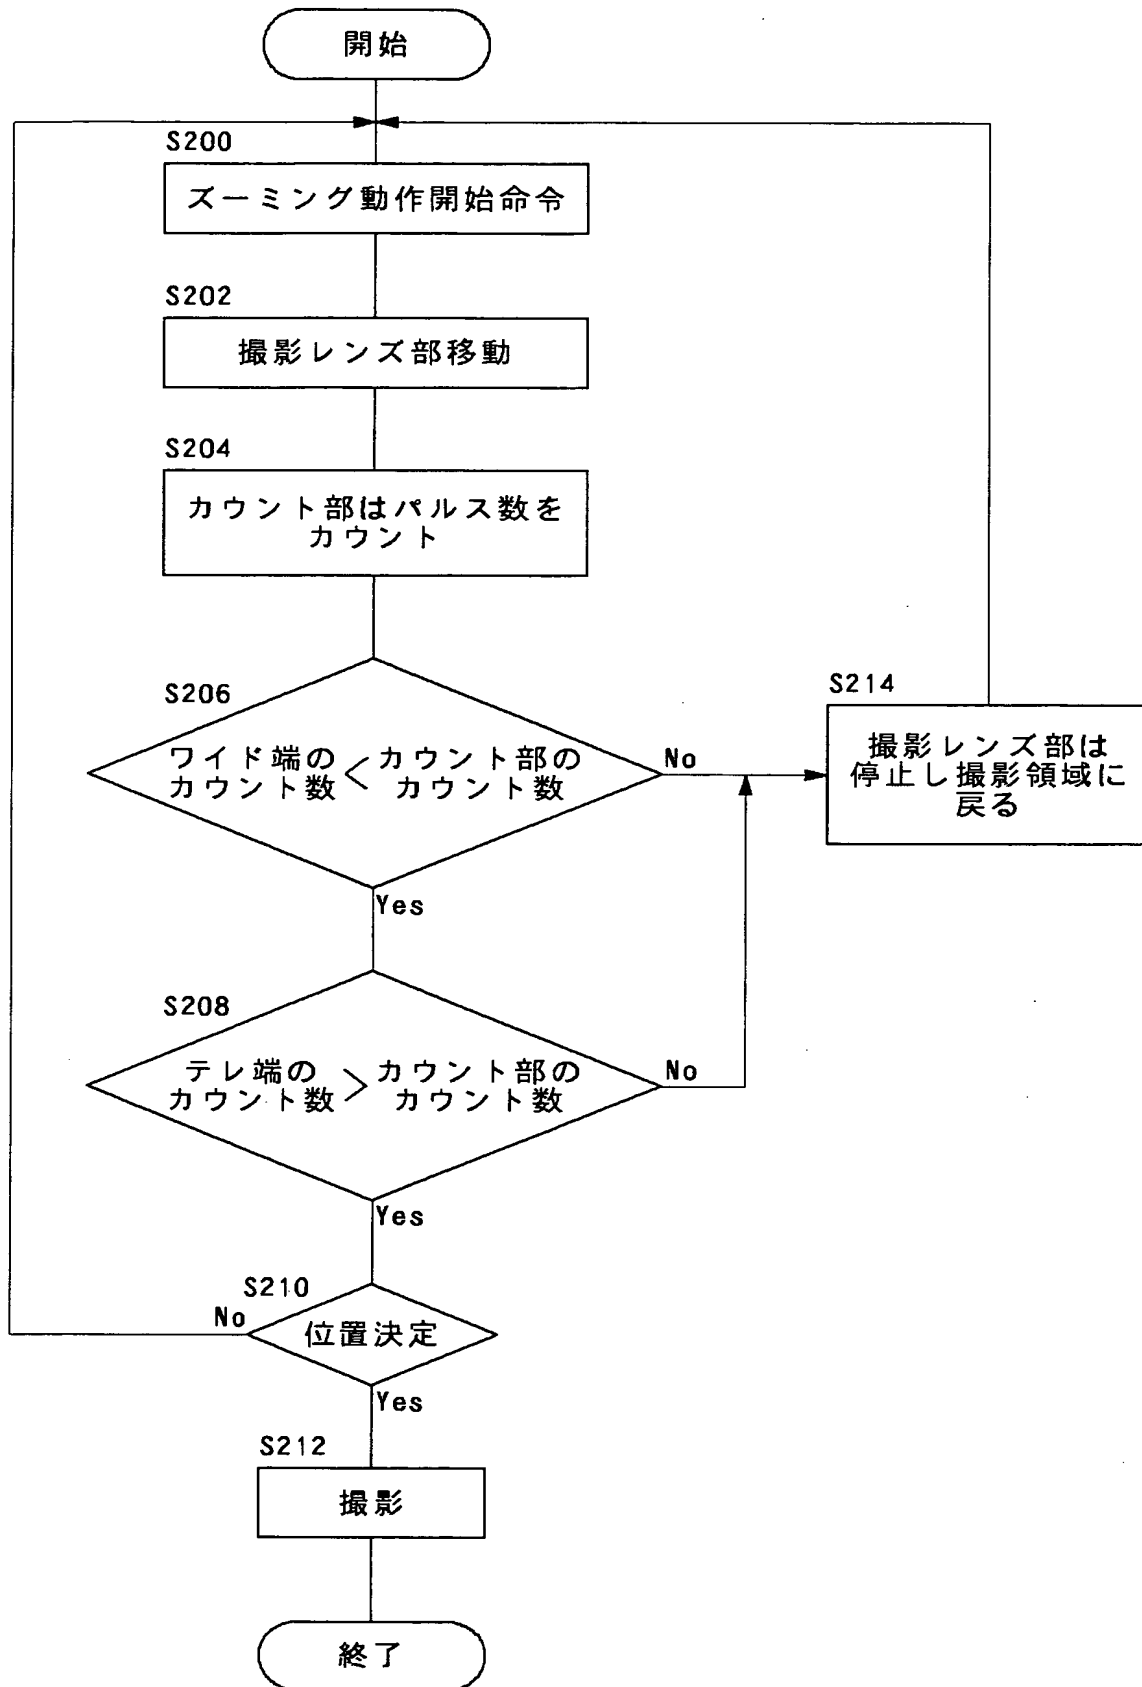 開始
S200
ズーミング動作開始命令
S202
撮影レンズ部移動
S204
カウント部はパルス数を
カウント
S206
ワイド端の < カウント部の
カウント数 カウント数
No
Yes
S214
撮影レンズ部は
停止し撮影領域に
戻る
S208
テレ端の > カウント部の
カウント数 カウント数
No
Yes
S210
No
位置決定
Yes
S212
撮影
終了